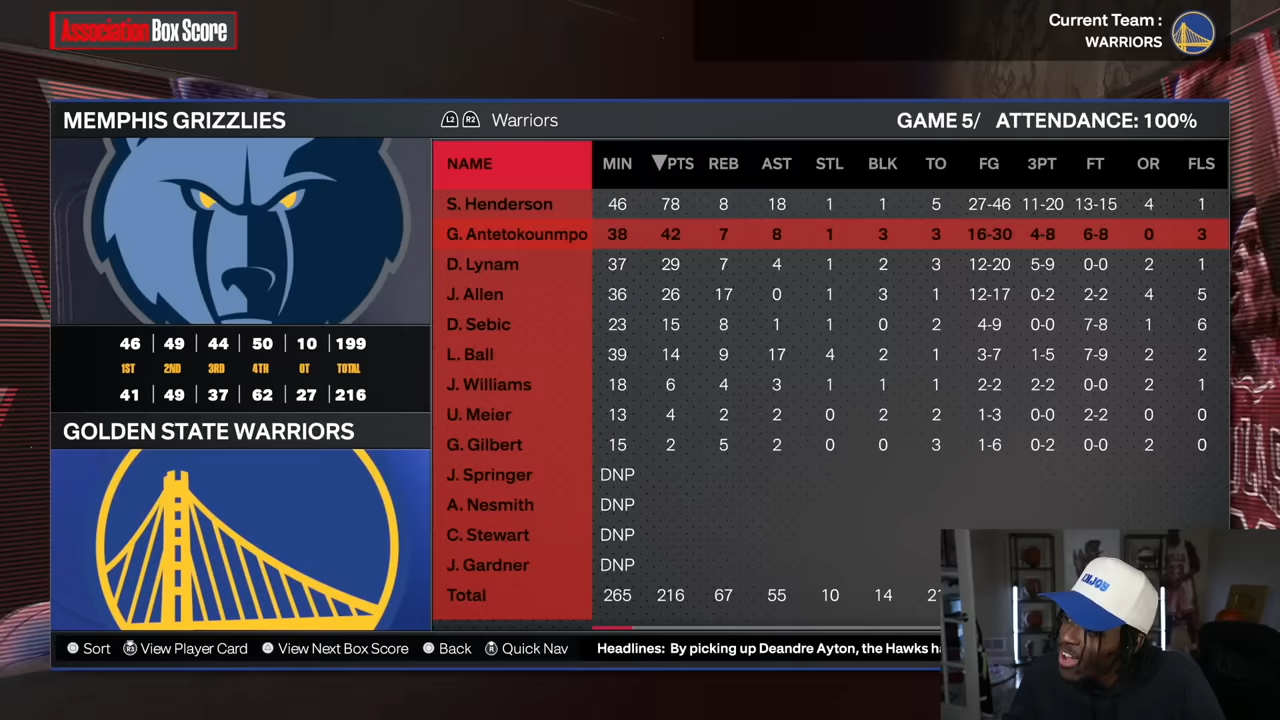 Association Box Score
Current Team :
WARRIORS
MEMPHIS GRIZZLIES
L2 R2 Warriors
GAME 5/ ATTENDANCE: 100%
NAME MIN PTS REB AST STL BLK TO FG 3PT FT OR FLS
S. Henderson 46 78 8 18 1 1 5 27-46 11-20 13-15 4 1
G. Antetokounmpo 38 42 7 8 1 3 3 16-30 4-8 6-8 0 3
D. Lynam 37 29 7 4 1 2 3 12-20 5-9 0-0 2 1
J. Allen 36 26 17 0 1 3 1 12-17 0-2 2-2 4 5
D. Sebic 23 15 8 1 1 0 2 4-9 0-0 7-8 1 6
L. Ball 39 14 9 17 4 2 1 3-7 1-5 7-9 2 2
J. Williams 18 6 4 3 1 1 1 2-2 2-2 0-0 2 1
U. Meier 13 4 2 2 0 2 2 1-3 0-0 2-2 0 0
G. Gilbert 15 2 5 2 0 0 3 1-6 0-2 0-0 2 0
J. Springer DNP
A. Nesmith DNP
C. Stewart DNP
J. Gardner DNP
Total 265 216 67 55 10 14
46 49 44 50 10 199
1ST 2ND 3RD 4TH OT TOTAL
41 49 37 62 27 216
GOLDEN STATE WARRIORS
Sort R3 View Player Card View Next Box Score Back R Quick Nav
Headlines: By picking up Deandre Ayton, the Hawks
ENJOY